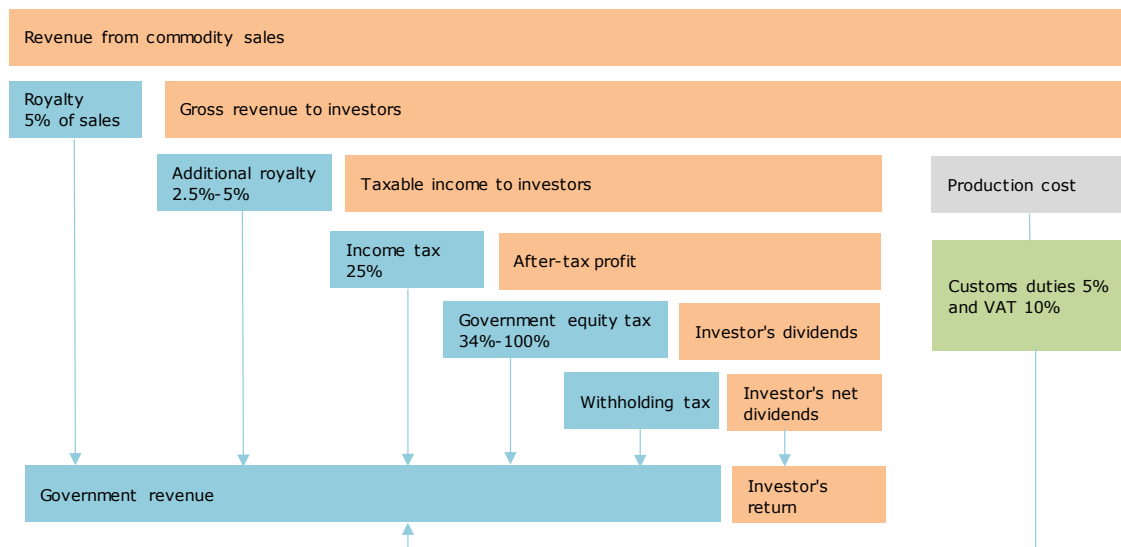 Revenue from commodity sales
Royalty
5% of sales
Gross revenue to investors
Additional royalty
2.5%-5%
Taxable income to investors
Production cost
Income tax
25%
After-tax profit
Customs duties 5%
and VAT 10%
Government equity tax
34%-100%
Investor's dividends
Withholding tax
Investor's net
dividends
Government revenue
Investor's
return